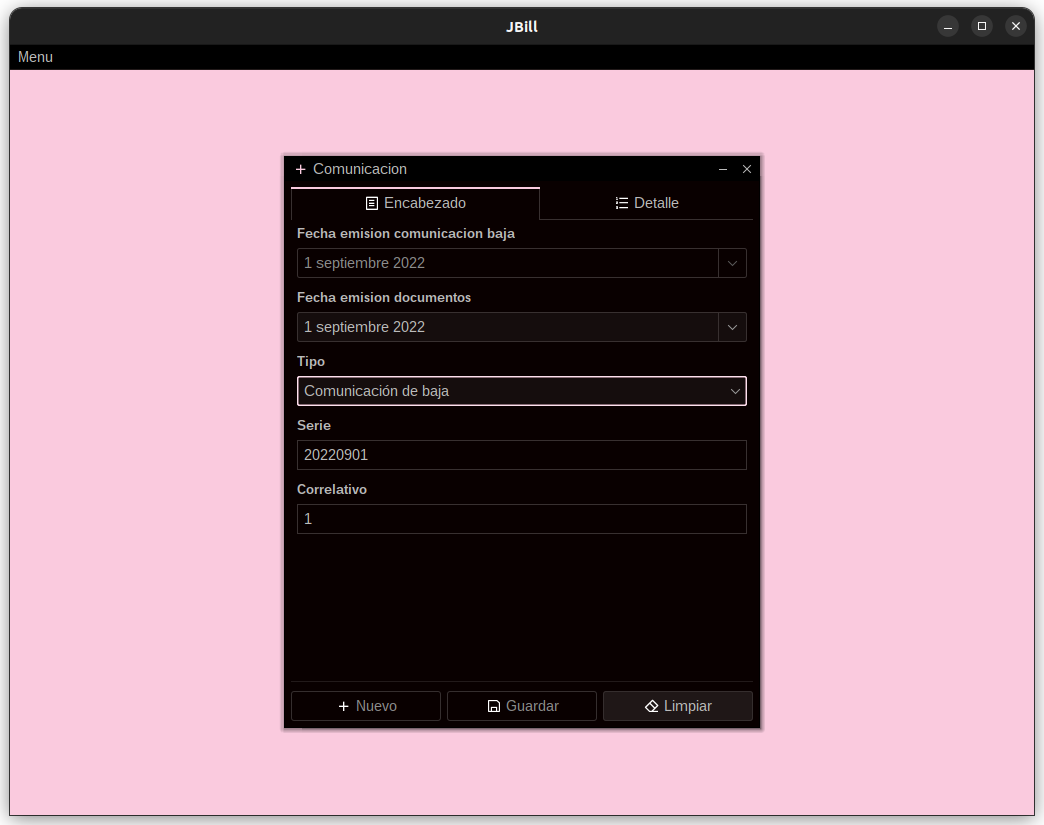 JBill
Menu
Comunicacion
Encabezado Detalle
Fecha emision comunicacion baja
1 septiembre 2022
Fecha emision documentos
1 septiembre 2022
Tipo
Comunicación de baja
Serie
20220901
Correlativo
1
Nuevo Guardar Limpiar